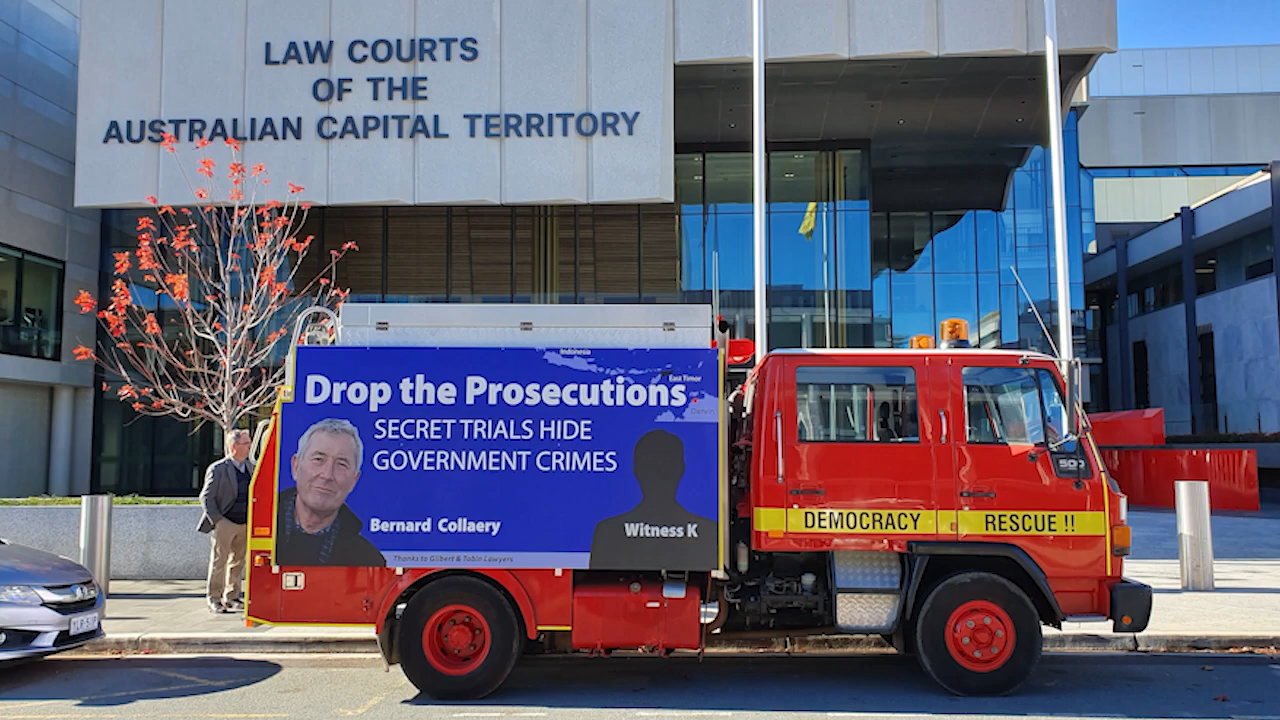 LAW COURTS
OF THE
AUSTRALIAN CAPITAL TERRITORY
Indonesia
East Timor
Darwin
Drop the Prosecutions
SECRET TRIALS HIDE
GOVERNMENT CRIMES
Bernard Collaery
Witness K
Thanks to Gilbert & Tobin Lawyers
500
DEMOCRACY RESCUE !!